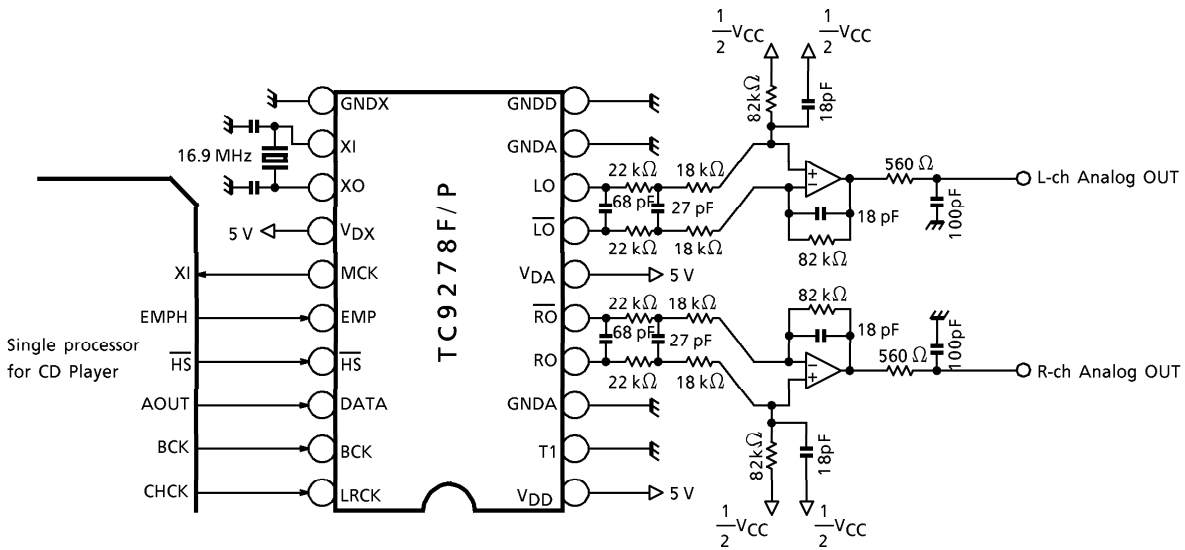 1/2 VCC
1/2 VCC
82kΩ
18pF
GNDX
GNDD
XI
GNDA
16.9 MHz
22 kΩ
18 kΩ
560 Ω
XO
LO
68 pF
27 pF
L-ch Analog OUT
100pF
18 pF
5 V
VDX
L̅O̅
22 kΩ
18 kΩ
82 kΩ
TC9278F/P
XI
MCK
VDA
5 V
82 kΩ
22 kΩ
18 kΩ
EMPH
EMP
R̅O̅
68 pF
27 pF
18 pF
100pF
Single processor
for CD Player
H̅S̅
H̅S̅
RO
560 Ω
R-ch Analog OUT
22 kΩ
18 kΩ
AOUT
DATA
GNDA
BCK
BCK
T1
82kΩ
18pF
CHCK
LRCK
VDD
5 V
1/2 VCC
1/2 VCC